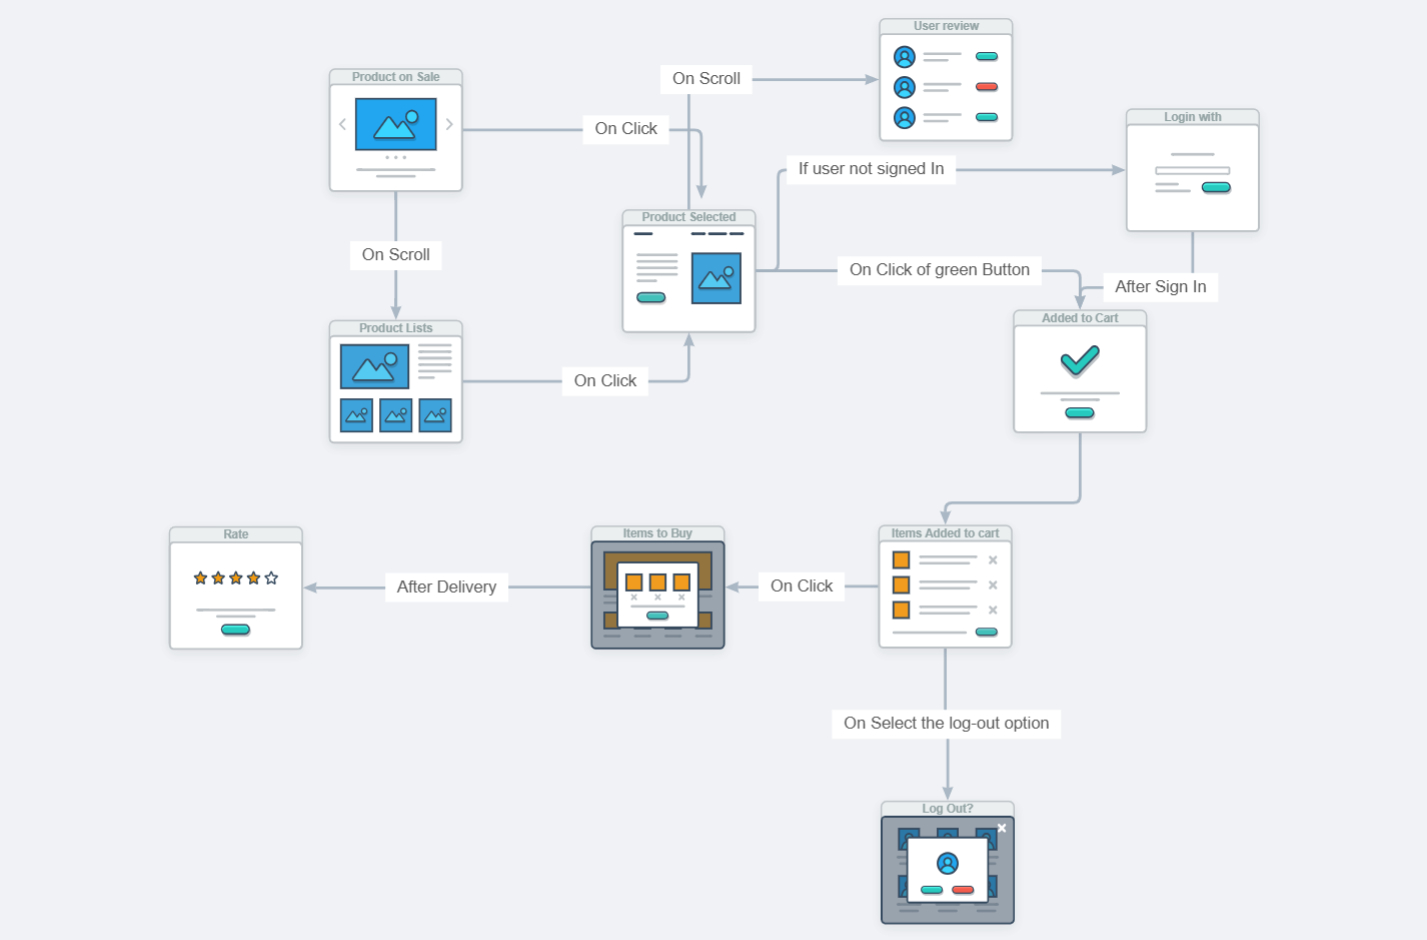 User review
On Scroll
Product on Sale
Login with
On Click
If user not signed In
Product Selected
On Scroll
On Click of green Button
After Sign In
Added to Cart
Product Lists
On Click
Rate
Items to Buy
Items Added to cart
After Delivery
On Click
On Select the log-out option
Log Out?